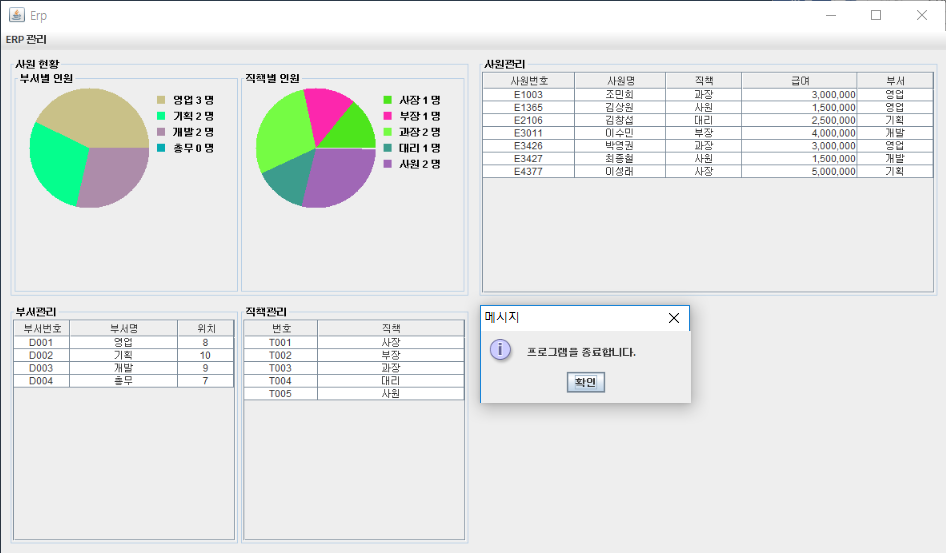 Erp
ERP 관리
사원 현황
부서별 인원
영업 3 명
기획 2 명
개발 2 명
총무 0 명
직책별 인원
사장 1 명
부장 1 명
과장 2 명
대리 1 명
사원 2 명
사원관리
사원번호 사원명 직책 급여 부서
E1003 조민희 과장 3,000,000 영업
E1365 김상원 사원 1,500,000 영업
E2106 김창섭 대리 2,500,000 기획
E3011 이수민 부장 4,000,000 개발
E3426 박영권 과장 3,000,000 영업
E3427 최종철 사원 1,500,000 개발
E4377 이성래 사장 5,000,000 기획
부서관리
부서번호 부서명 위치
D001 영업 8
D002 기획 10
D003 개발 9
D004 총무 7
직책관리
번호 직책
T001 사장
T002 부장
T003 과장
T004 대리
T005 사원
메시지
프로그램을 종료합니다.
확인